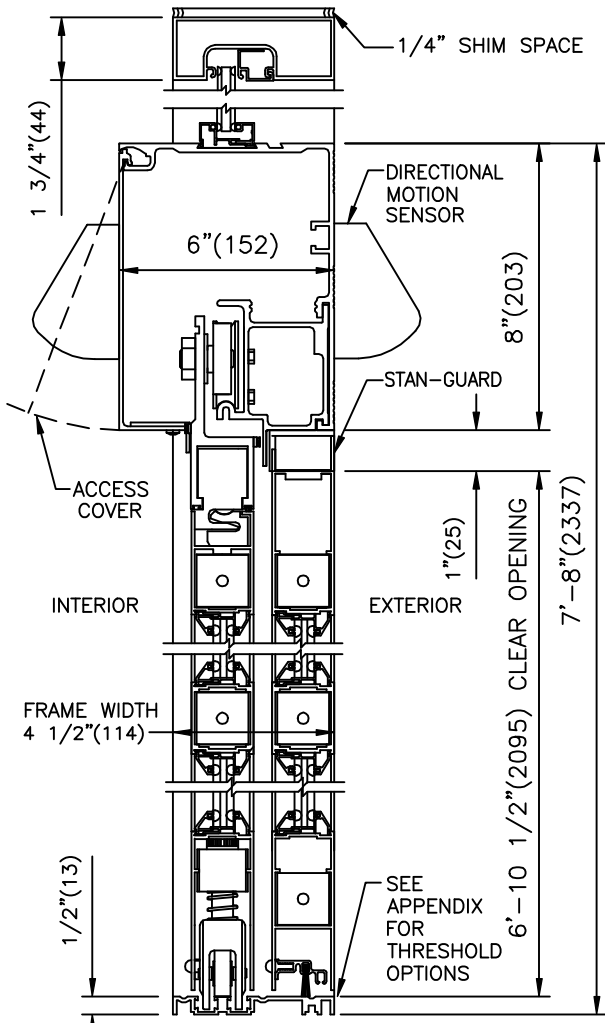 1/4” SHIM SPACE
1 3/4”(44)
DIRECTIONAL
MOTION
SENSOR
6”(152)
8”(203)
STAN-GUARD
ACCESS
COVER
1”(25)
INTERIOR
EXTERIOR
6’-10 1/2”(2095) CLEAR OPENING
7’-8”(2337)
FRAME WIDTH
4 1/2”(114)
1/2”(13)
SEE
APPENDIX
FOR
THRESHOLD
OPTIONS